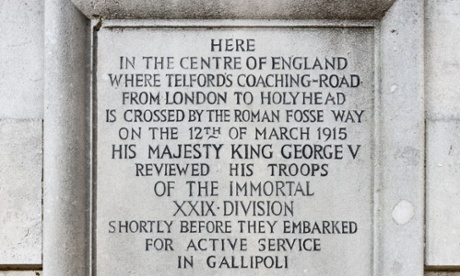 HERE
IN THE CENTRE OF ENGLAND
WHERE TELFORD'S COACHING-ROAD
FROM LONDON TO HOLYHEAD
IS CROSSED BY THE ROMAN FOSSE WAY
ON THE 12TH OF MARCH 1915
HIS MAJESTY KING GEORGE V
REVIEWED HIS TROOPS
OF THE IMMORTAL
XXIX·DIVISION
SHORTLY BEFORE THEY EMBARKED
FOR ACTIVE SERVICE
IN GALLIPOLI